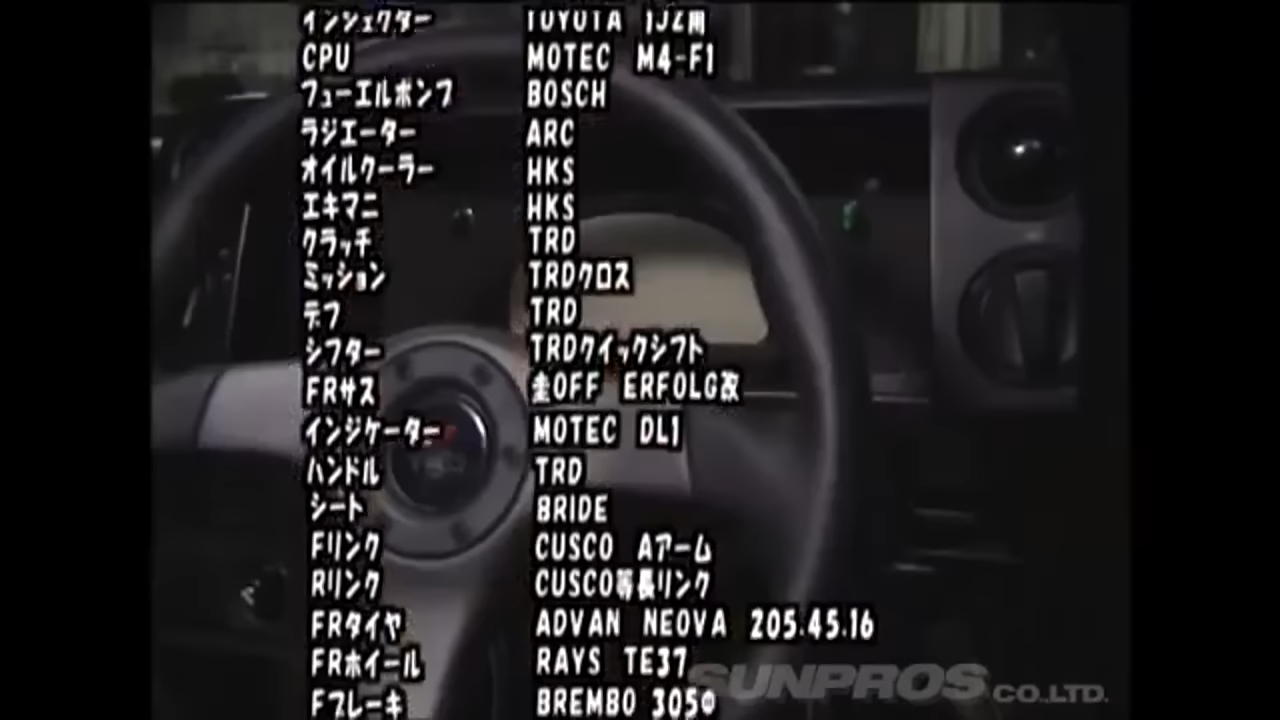 インジェクター TOYOTA 1JZ用
CPU MOTEC M4-F1
フューエルポンプ BOSCH
ラジエーター ARC
オイルクーラー HKS
エキマニ HKS
クラッチ TRD
ミッション TRDクロス
デフ TRD
シフター TRDクイックシフト
FRサス 圭OFF ERFOLG改
インジケーター MOTEC DL1
ハンドル TRD
シート BRIDE
Fリンク CUSCO Aアーム
Rリンク CUSCO等長リンク
FRタイヤ ADVAN NEOVA 205.45.16
FRホイール RAYS TE37
Fブレーキ BREMBO 305Φ
SUNPROS CO.,LTD.
TRD